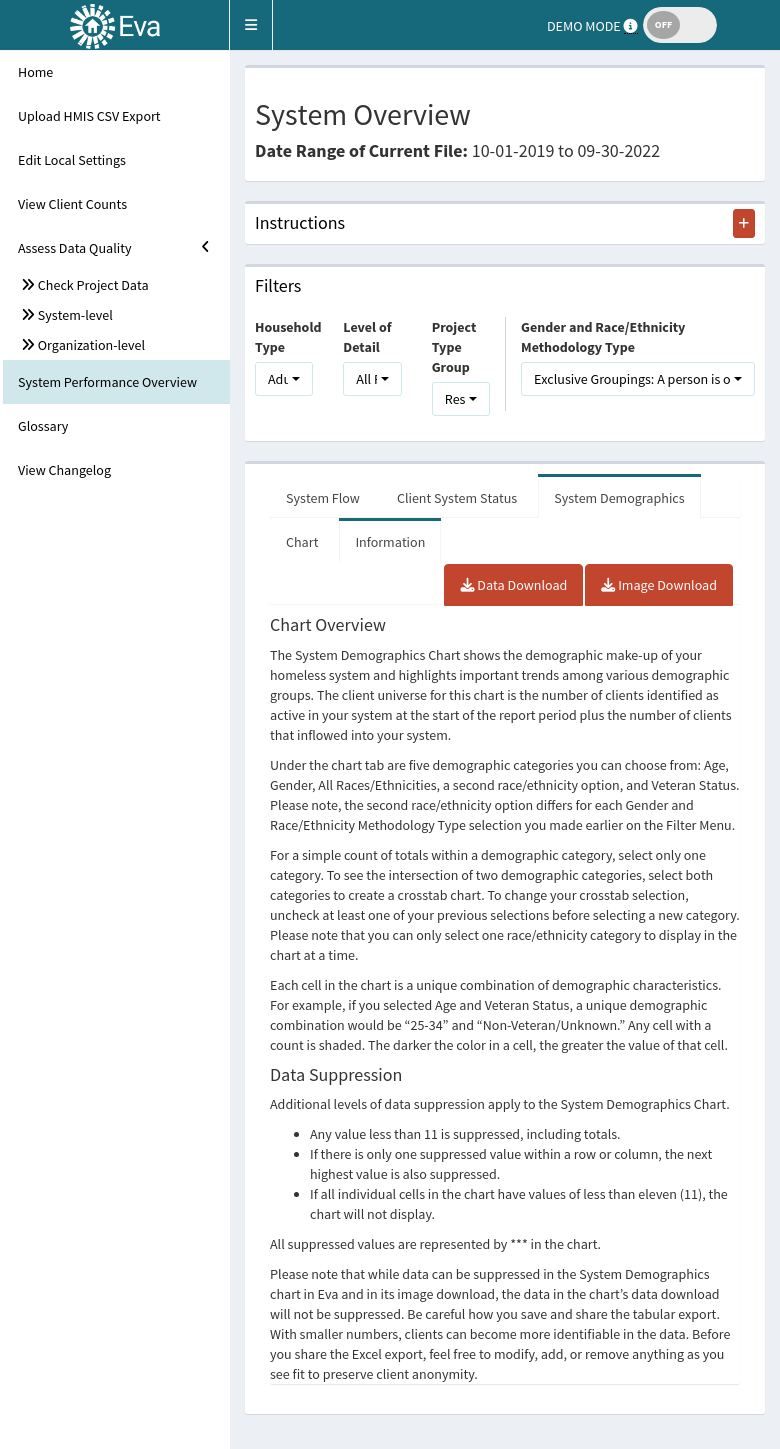 Eva
DEMO MODE
OFF
Home
Upload HMIS CSV Export
Edit Local Settings
View Client Counts
Assess Data Quality
Check Project Data
System-level
Organization-level
System Performance Overview
Glossary
View Changelog
System Overview
Date Range of Current File: 10-01-2019 to 09-30-2022
Instructions
Filters
Household
Type
Level of
Detail
Project
Type
Group
Gender and Race/Ethnicity
Methodology Type
Adu
All
Res
Exclusive Groupings: A person is o
System Flow
Client System Status
System Demographics
Chart
Information
Data Download
Image Download
Chart Overview
The System Demographics Chart shows the demographic make-up of your
homeless system and highlights important trends among various demographic
groups. The client universe for this chart is the number of clients identified as
active in your system at the start of the report period plus the number of clients
that inflowed into your system.
Under the chart tab are five demographic categories you can choose from: Age,
Gender, All Races/Ethnicities, a second race/ethnicity option, and Veteran Status.
Please note, the second race/ethnicity option differs for each Gender and
Race/Ethnicity Methodology Type selection you made earlier on the Filter Menu.
For a simple count of totals within a demographic category, select only one
category. To see the intersection of two demographic categories, select both
categories to create a crosstab chart. To change your crosstab selection,
uncheck at least one of your previous selections before selecting a new category.
Please note that you can only select one race/ethnicity category to display in the
chart at a time.
Each cell in the chart is a unique combination of demographic characteristics.
For example, if you selected Age and Veteran Status, a unique demographic
combination would be “25-34” and “Non-Veteran/Unknown.” Any cell with a
count is shaded. The darker the color in a cell, the greater the value of that cell.
Data Suppression
Additional levels of data suppression apply to the System Demographics Chart.
Any value less than 11 is suppressed, including totals.
If there is only one suppressed value within a row or column, the next
highest value is also suppressed.
If all individual cells in the chart have values of less than eleven (11), the
chart will not display.
All suppressed values are represented by *** in the chart.
Please note that while data can be suppressed in the System Demographics
chart in Eva and in its image download, the data in the chart’s data download
will not be suppressed. Be careful how you save and share the tabular export.
With smaller numbers, clients can become more identifiable in the data. Before
you share the Excel export, feel free to modify, add, or remove anything as you
see fit to preserve client anonymity.